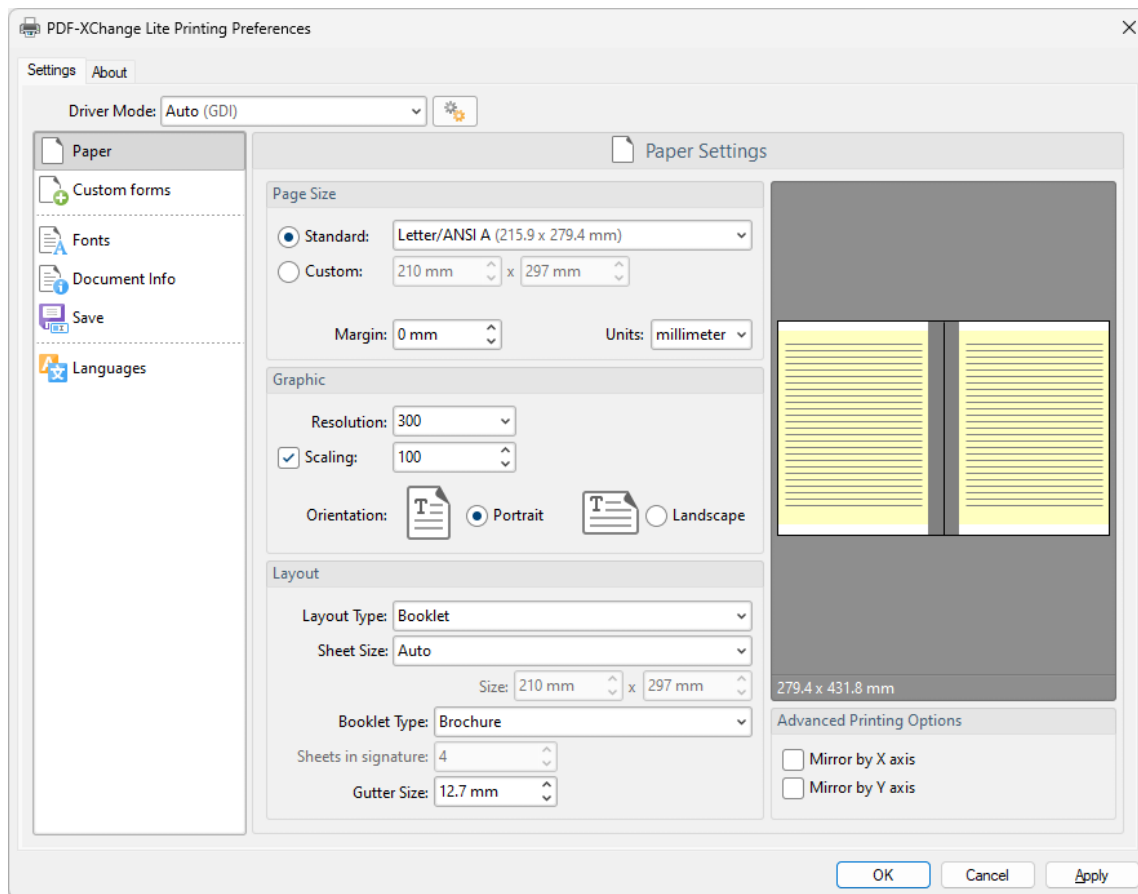 PDF-XChange Lite Printing Preferences
Settings About
Driver Mode: Auto (GDI)
Paper
Custom forms
Fonts
Document Info
Save
Languages
Paper Settings
Page Size
Standard: Letter/ANSI A (215.9 x 279.4 mm)
Custom: 210 mm x 297 mm
Margin: 0 mm Units: millimeter
Graphic
Resolution: 300
Scaling: 100
Orientation: T Portrait T Landscape
Layout
Layout Type: Booklet
Sheet Size: Auto
Size: 210 mm x 297 mm
Booklet Type: Brochure
Sheets in signature: 4
Gutter Size: 12.7 mm
279.4 x 431.8 mm
Advanced Printing Options
Mirror by X axis
Mirror by Y axis
OK Cancel Apply